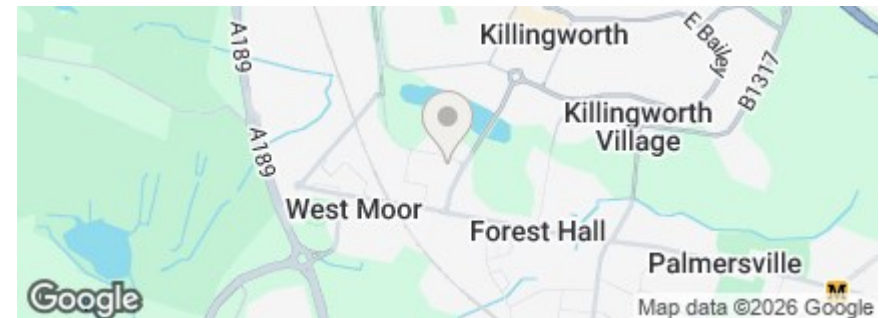 A189
Killingworth
E Bailey
B1317
Killingworth
Village
A189
West Moor
Forest Hall
Palmersville
M
Google
Map data ©2026 Google